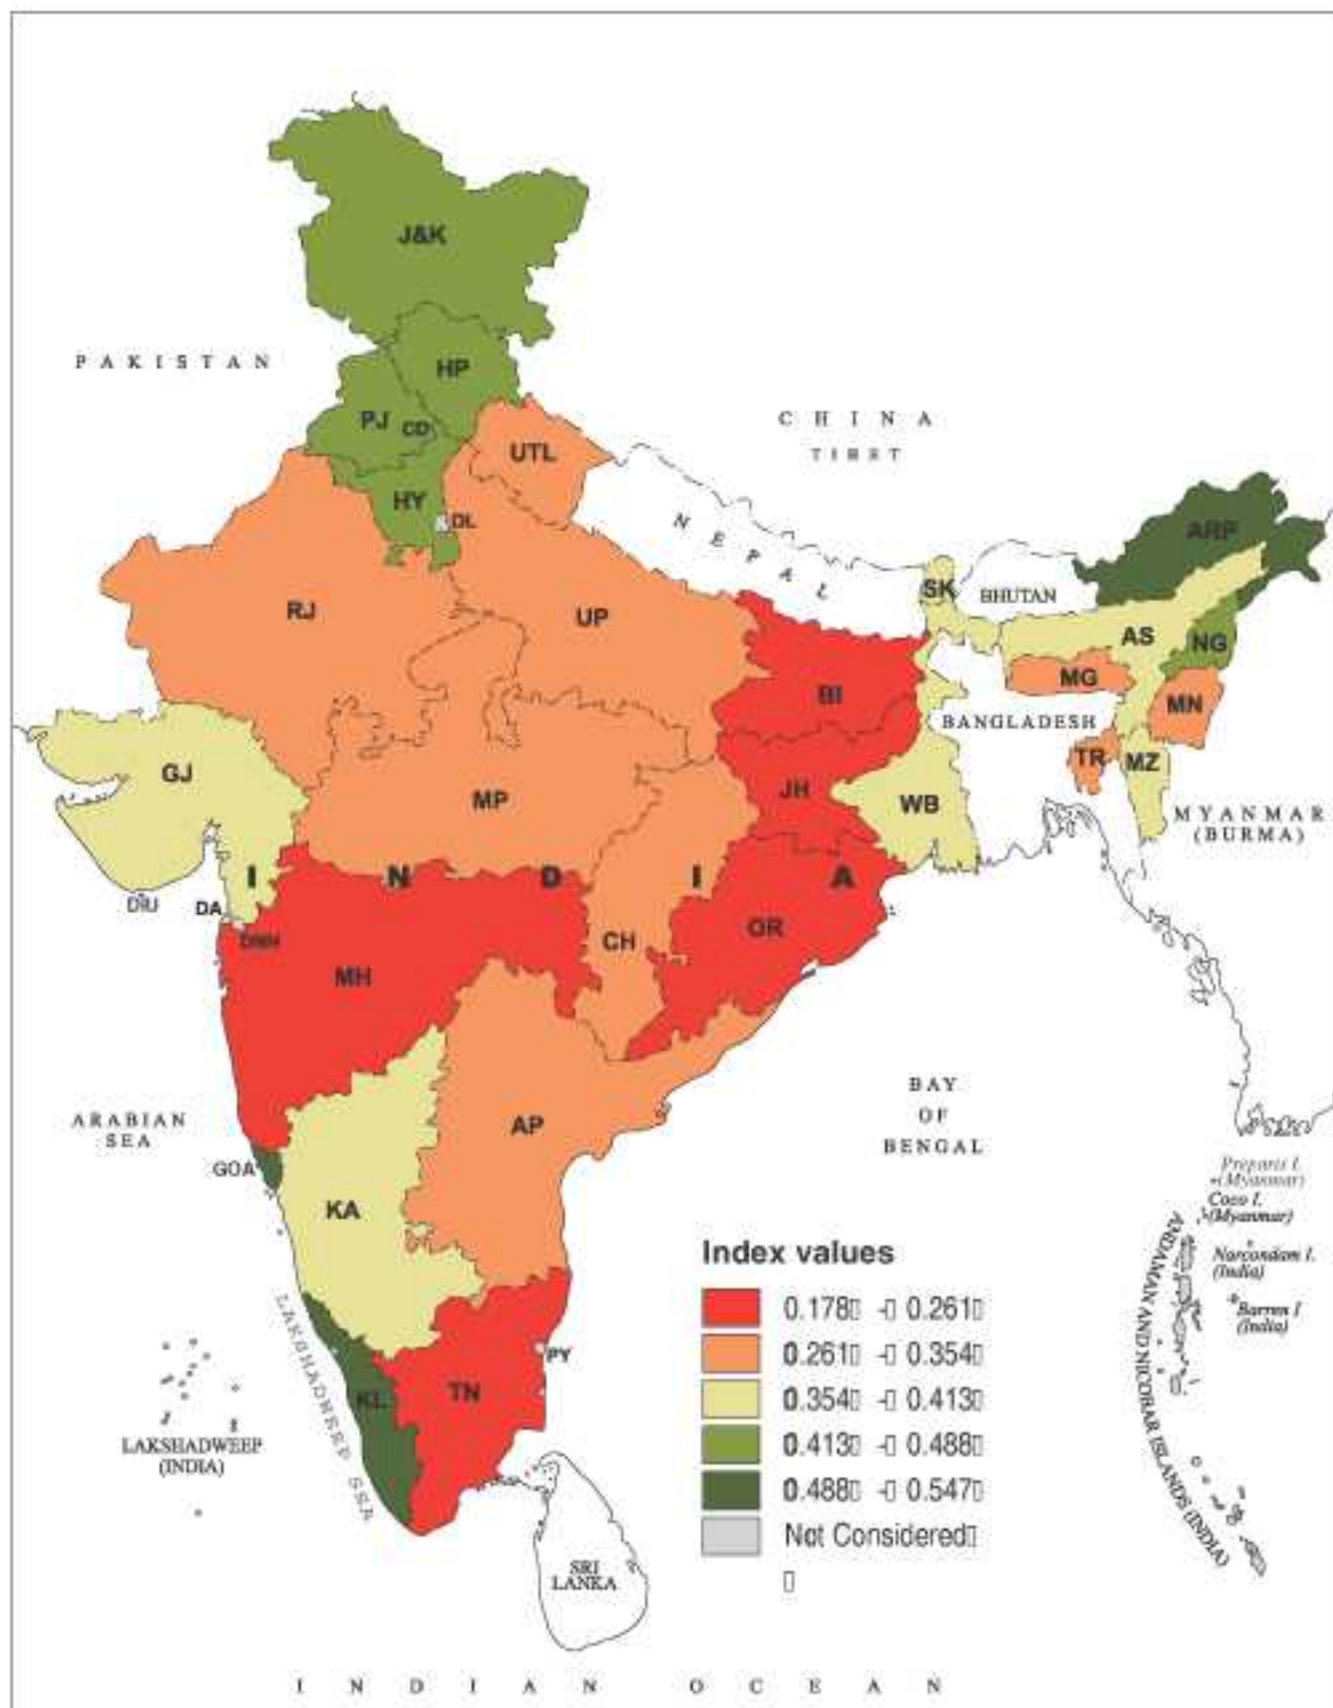 J&K
PAKISTAN
HP
CHINA
TIBET
PJ
CD
UTL
HY
DL
NEPAL
ARP
SK
BHUTAN
RJ
UP
AS
NG
MG
BI
MN
BANGLADESH
TR
MZ
GJ
JH
MP
WB
MYANMAR
(BURMA)
I N D I A
DIU
DA
DNH
OR
CH
MH
BAY
OF
BENGAL
ARABIAN
SEA
AP
GOA
KA
Preparis I.
(Myanmar)
Coco I.
(Myanmar)
Narcondam I.
(India)
Barren I
(India)
ANDAMAN AND NICOBAR ISLANDS (INDIA)
Index values
0.178 - 0.261
0.261 - 0.354
0.354 - 0.413
0.413 - 0.488
0.488 - 0.547
Not Considered
PY
KL
TN
LAKSHADWEEP
(INDIA)
SRI
LANKA
INDIAN OCEAN